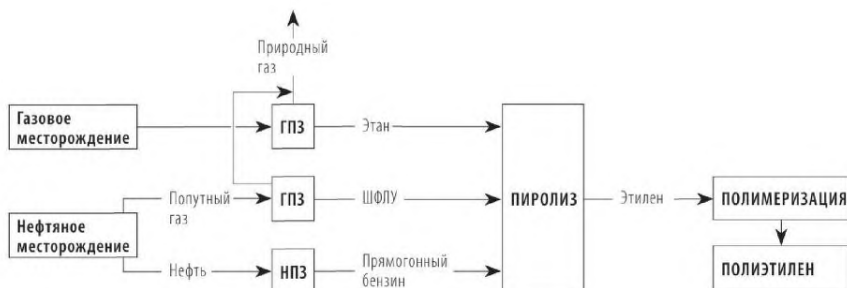 Природный
газ
Газовое
месторождение
ГПЗ
Этан
Попутный
газ
ГПЗ
ШФЛУ
ПИРОЛИЗ
Этилен
ПОЛИМЕРИЗАЦИЯ
Нефтяное
месторождение
Нефть
НПЗ
Прямогонный
бензин
ПОЛИЭТИЛЕН